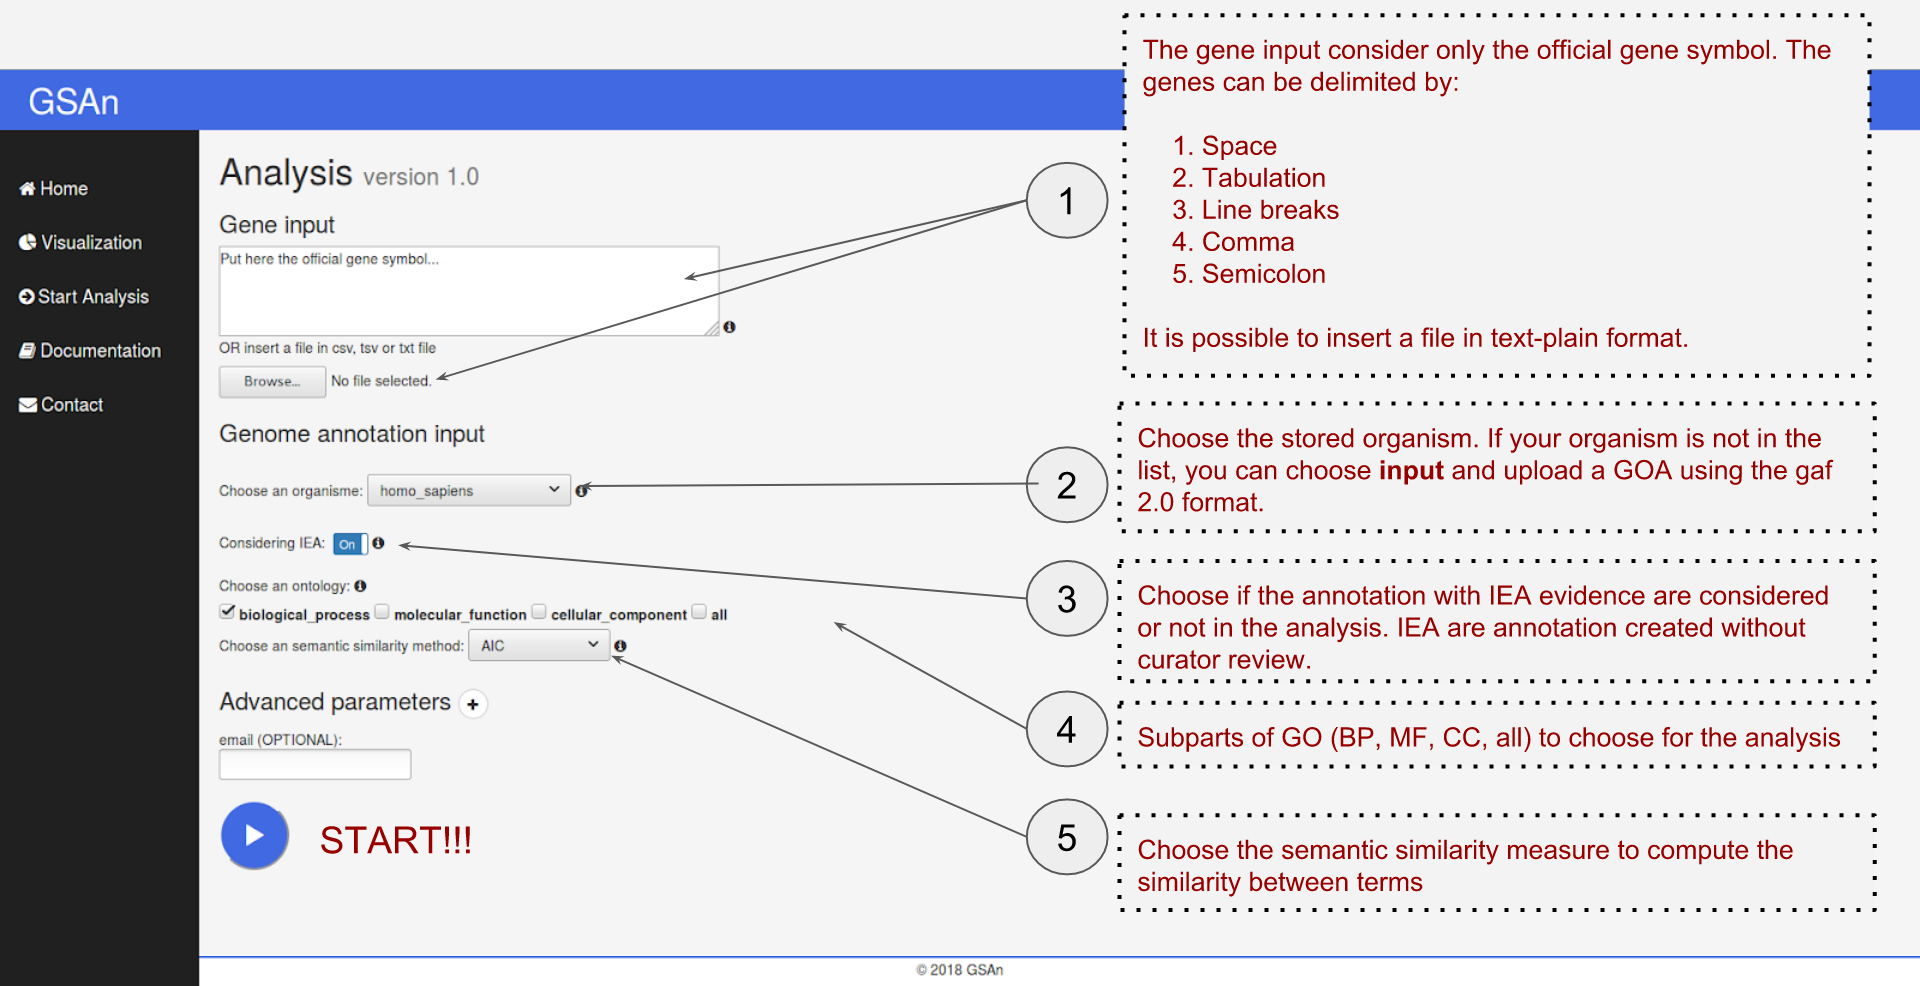 GSAn
Home
Visualization
Start Analysis
Documentation
Contact
Analysis version 1.0
Gene input
Put here the official gene symbol...
OR insert a file in csv, tsv or txt file
Browse... No file selected.
Genome annotation input
Choose an organisme: homo_sapiens
Considering IEA: On
Choose an ontology:
biological_process molecular_function cellular_component all
Choose an semantic similarity method: AIC
Advanced parameters +
email (OPTIONAL):
START!!!
1
The gene input consider only the official gene symbol. The
genes can be delimited by:
1. Space
2. Tabulation
3. Line breaks
4. Comma
5. Semicolon
It is possible to insert a file in text-plain format.
2
Choose the stored organism. If your organism is not in the
list, you can choose input and upload a GOA using the gaf
2.0 format.
3
Choose if the annotation with IEA evidence are considered
or not in the analysis. IEA are annotation created without
curator review.
4
Subparts of GO (BP, MF, CC, all) to choose for the analysis
5
Choose the semantic similarity measure to compute the
similarity between terms
© 2018 GSAn